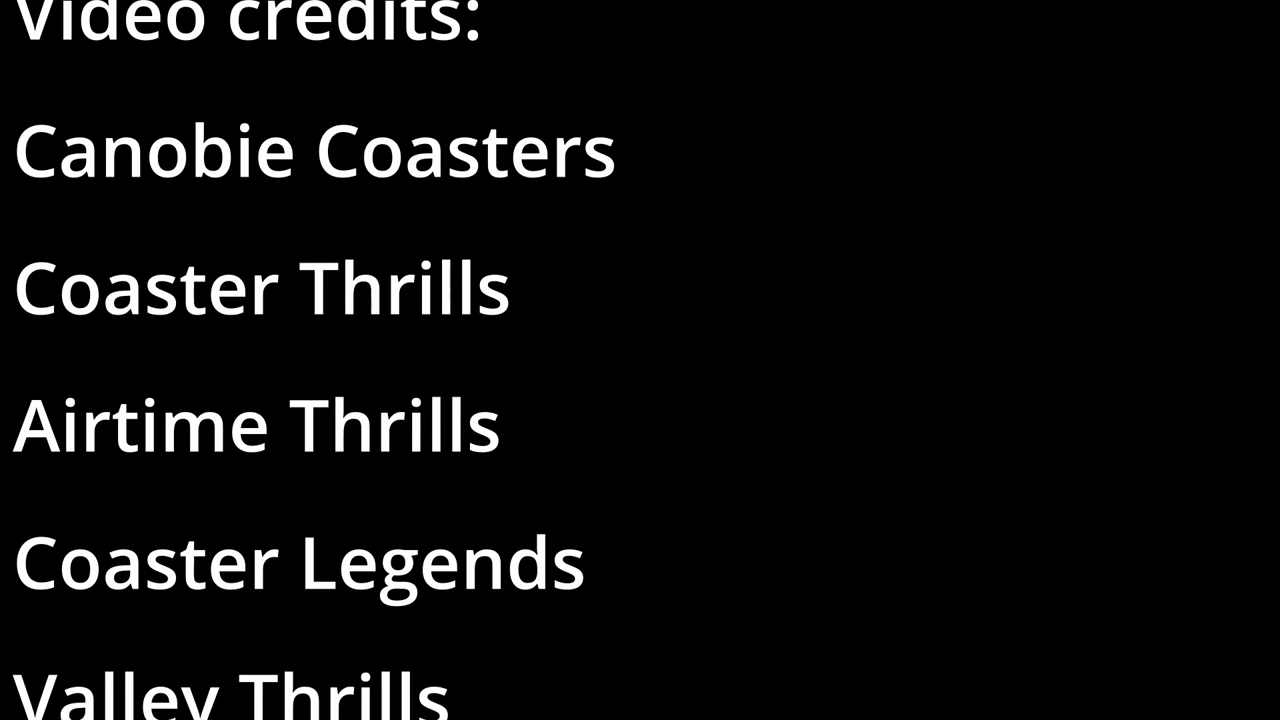 Video credits:
Canobie Coasters
Coaster Thrills
Airtime Thrills
Coaster Legends
Valley Thrills